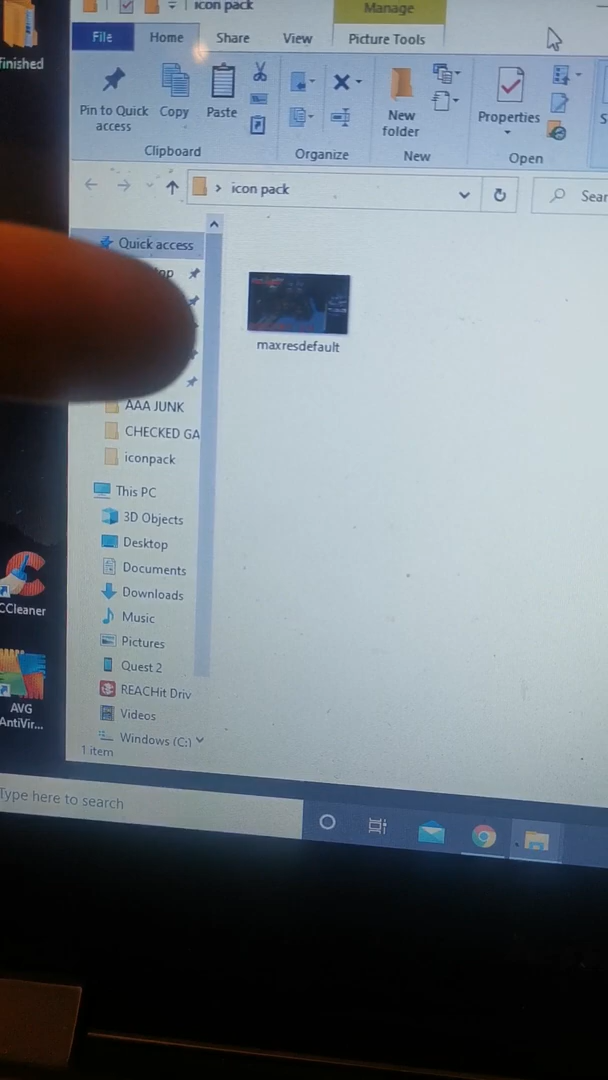 icon pack
Manage
File
Home
Share
View
Picture Tools
Pin to Quick access
Copy
Paste
New folder
Properties
Clipboard
Organize
New
Open
icon pack
Quick access
maxresdefault
AAA JUNK
CHECKED GA
iconpack
This PC
3D Objects
Desktop
Documents
Downloads
Music
Pictures
Quest 2
REACHit Driv
Videos
Windows (C:)
1 item
inished
CCleaner
AVG
AntiVir...
Type here to search
Sear